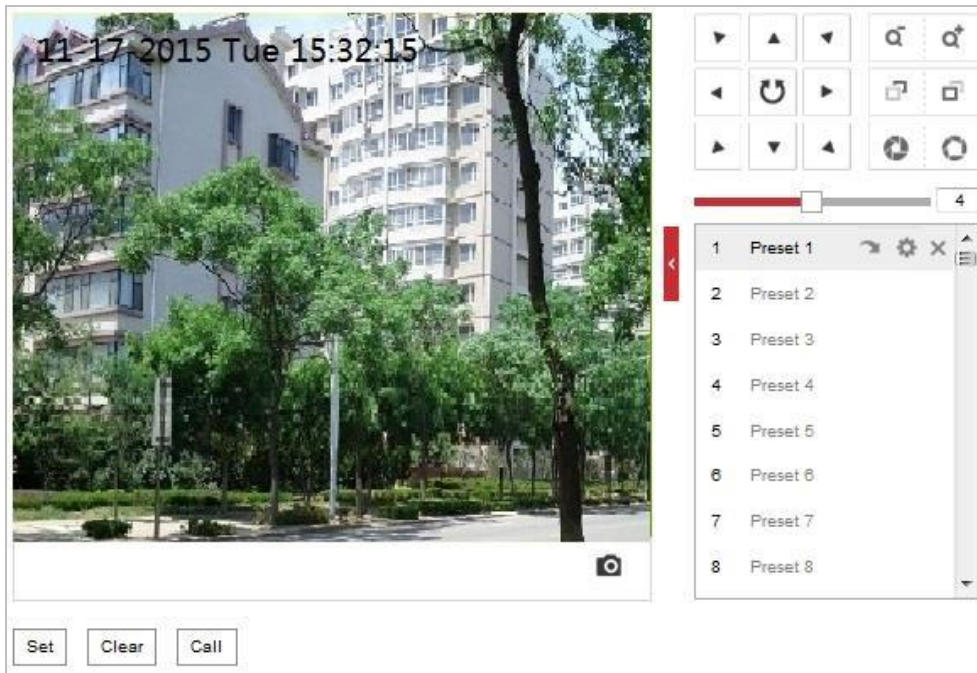 11-17-2015 Tue 15:32:15
4
1 Preset 1
2 Preset 2
3 Preset 3
4 Preset 4
5 Preset 5
6 Preset 6
7 Preset 7
8 Preset 8
Set Clear Call